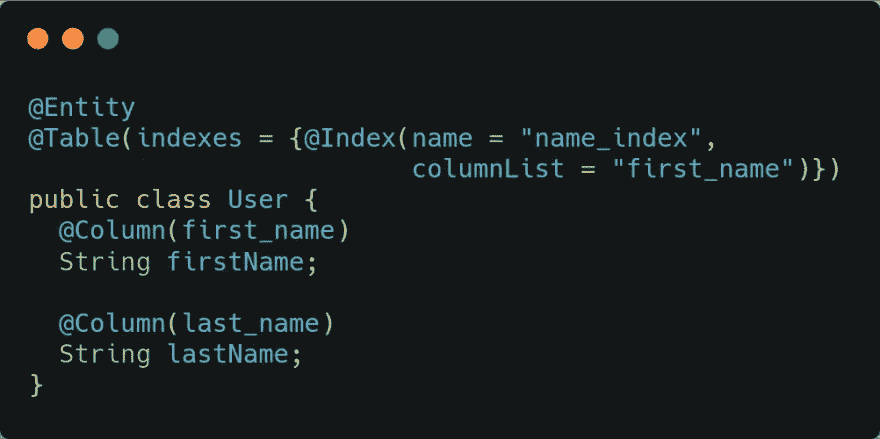 @Entity
@Table(indexes = {@Index(name = "name_index",
                         columnList = "first_name")})
public class User {
  @Column(first_name)
  String firstName;

  @Column(last_name)
  String lastName;
}